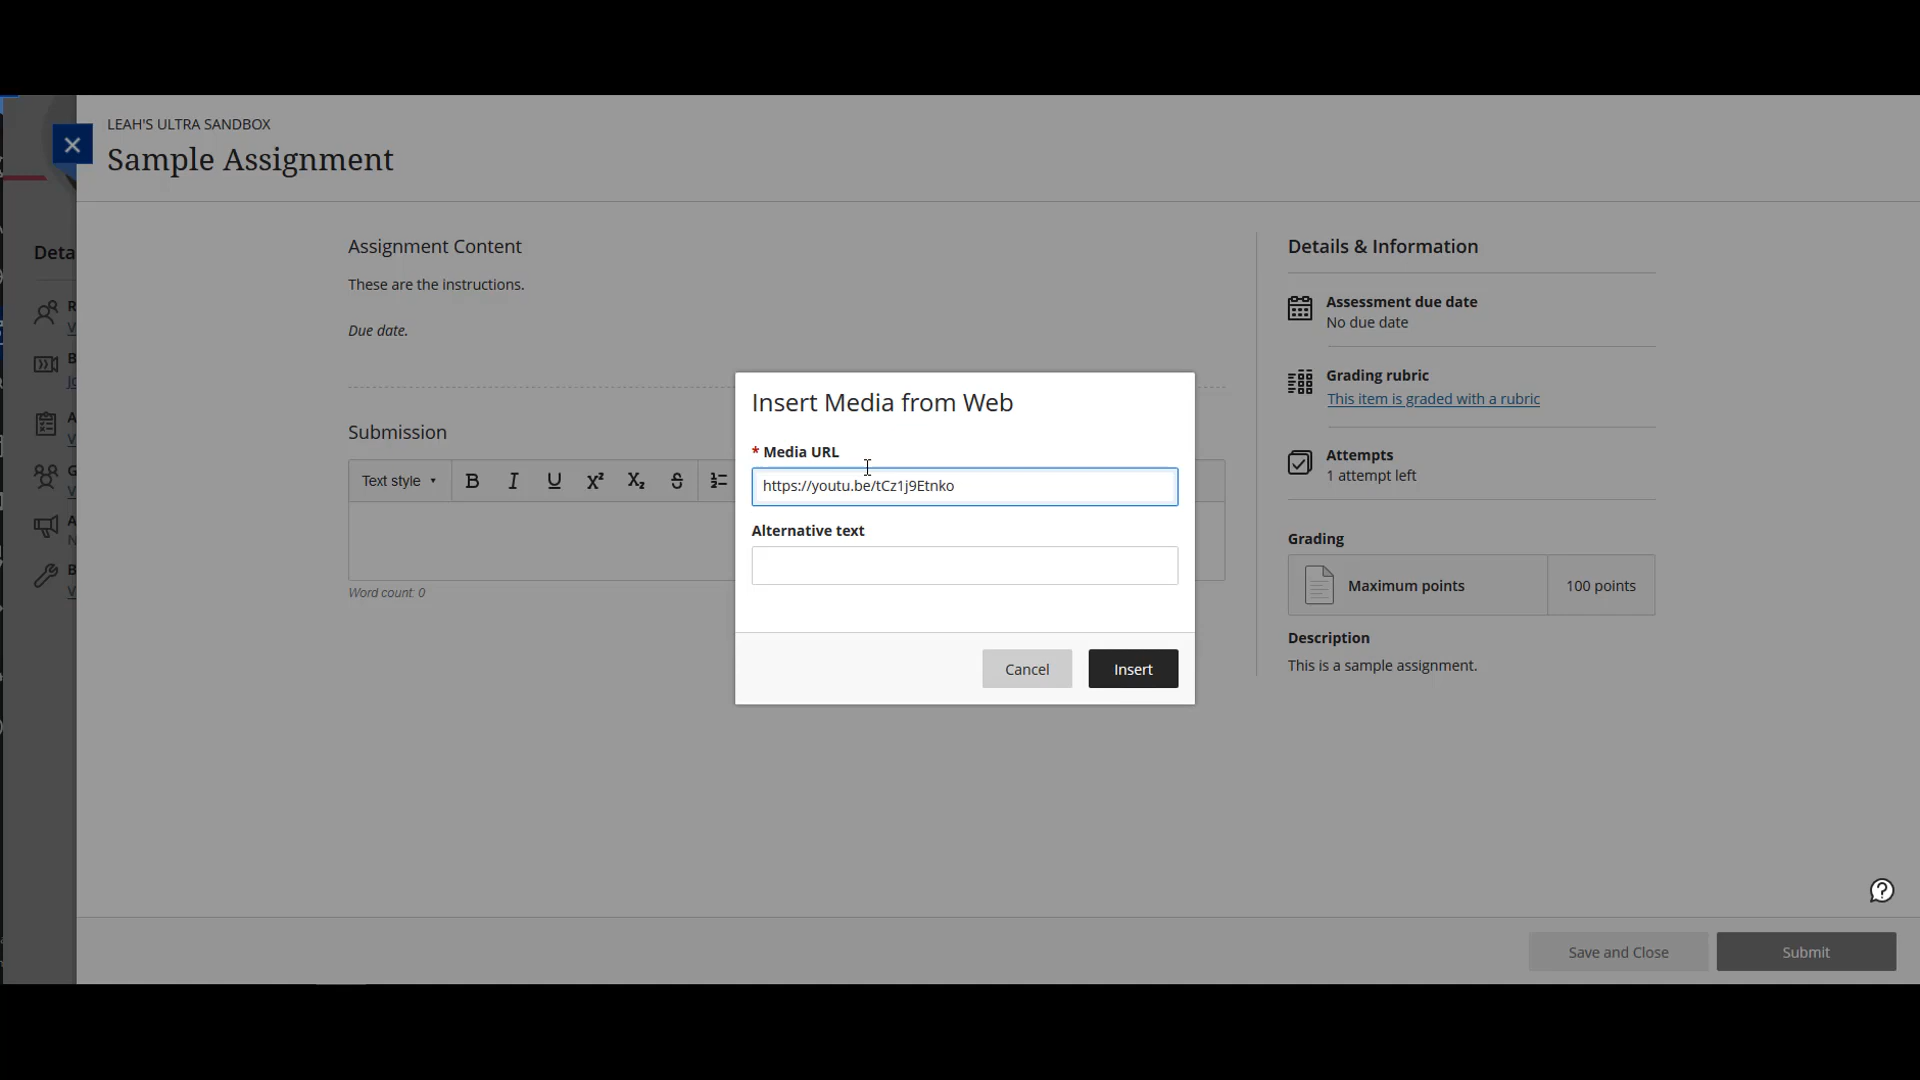 LEAH'S ULTRA SANDBOX
Sample Assignment
Deta
Assignment Content
These are the instructions.
Due date.
Submission
Text style
B I U X² X₂ S
Word count: 0
Insert Media from Web
* Media URL
https://youtu.be/tCz1j9Etnko
Alternative text
Cancel
Insert
Details & Information
Assessment due date
No due date
Grading rubric
This item is graded with a rubric
Attempts
1 attempt left
Grading
Maximum points
100 points
Description
This is a sample assignment.
Save and Close
Submit